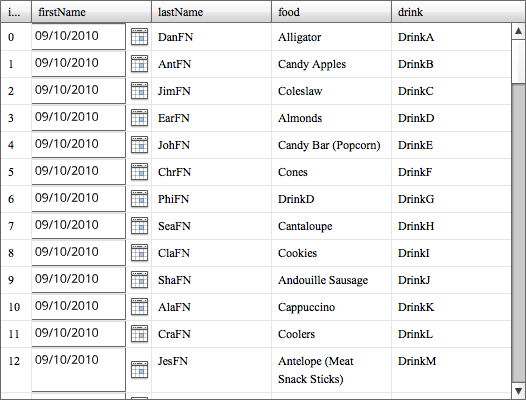 i... firstName lastName food drink
0 09/10/2010 DanFN Alligator DrinkA
1 09/10/2010 AntFN Candy Apples DrinkB
2 09/10/2010 JimFN Coleslaw DrinkC
3 09/10/2010 EarFN Almonds DrinkD
4 09/10/2010 JohFN Candy Bar (Popcorn) DrinkE
5 09/10/2010 ChrFN Cones DrinkF
6 09/10/2010 PhiFN DrinkD DrinkG
7 09/10/2010 SeaFN Cantaloupe DrinkH
8 09/10/2010 ClaFN Cookies DrinkI
9 09/10/2010 ShaFN Andouille Sausage DrinkJ
10 09/10/2010 AlaFN Cappuccino DrinkK
11 09/10/2010 CraFN Coolers DrinkL
12 09/10/2010 JesFN Antelope (Meat DrinkM
Snack Sticks)